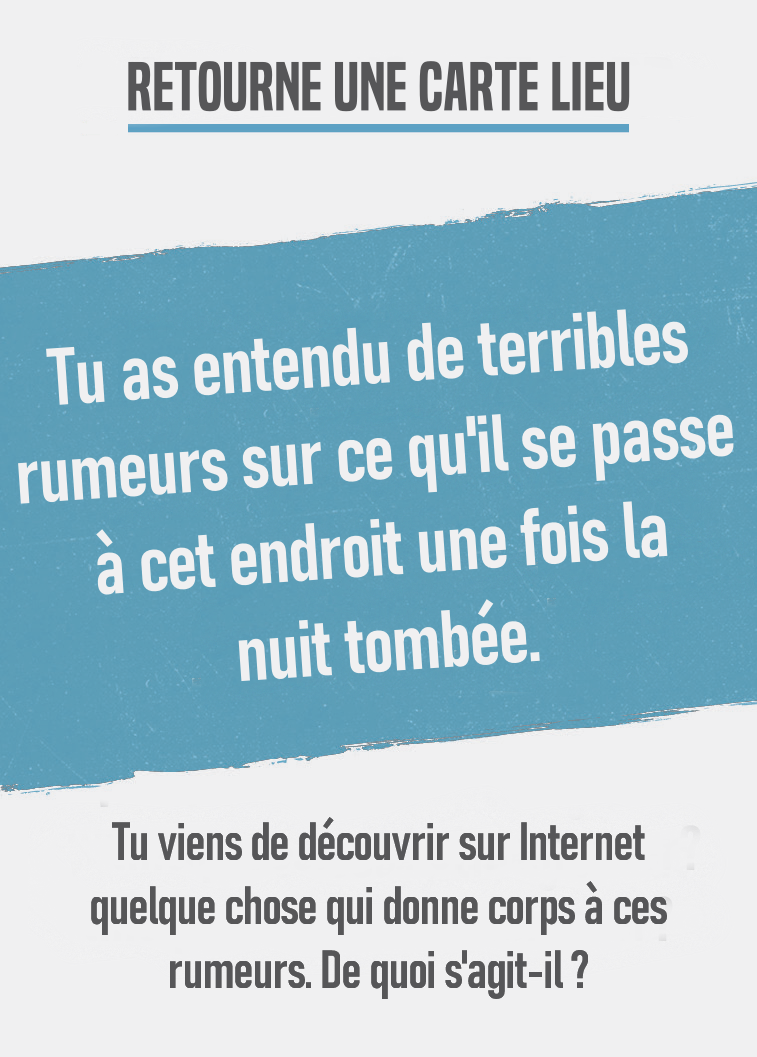 RETOURNE UNE CARTE LIEU
Tu as entendu de terribles
rumeurs sur ce qu'il se passe
à cet endroit une fois la
nuit tombée.
Tu viens de découvrir sur Internet
quelque chose qui donne corps à ces
rumeurs. De quoi s'agit-il ?